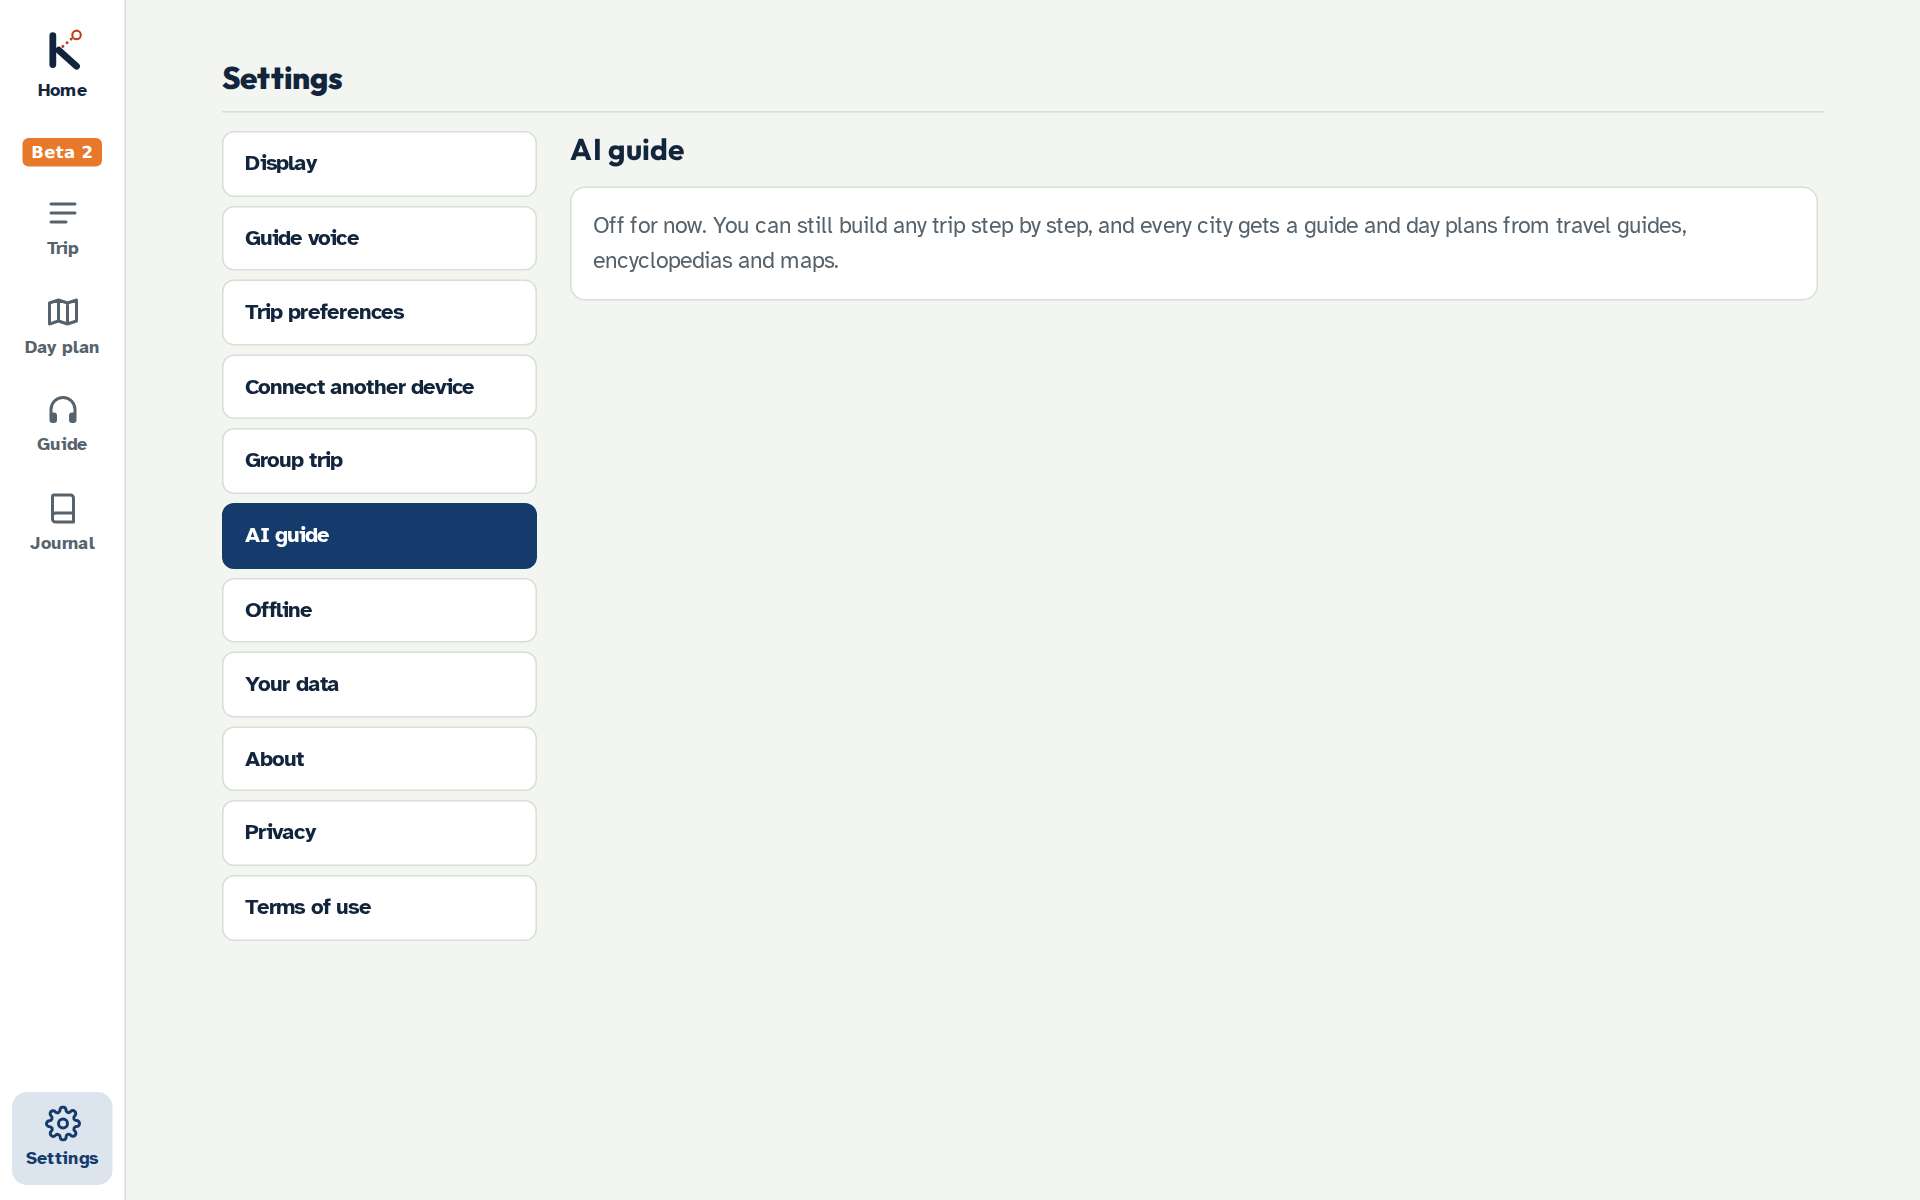 Home
Beta 2
Trip
Day plan
Guide
Journal
Settings
Settings
Display
Guide voice
Trip preferences
Connect another device
Group trip
AI guide
Offline
Your data
About
Privacy
Terms of use
AI guide
Off for now. You can still build any trip step by step, and every city gets a guide and day plans from travel guides,
encyclopedias and maps.